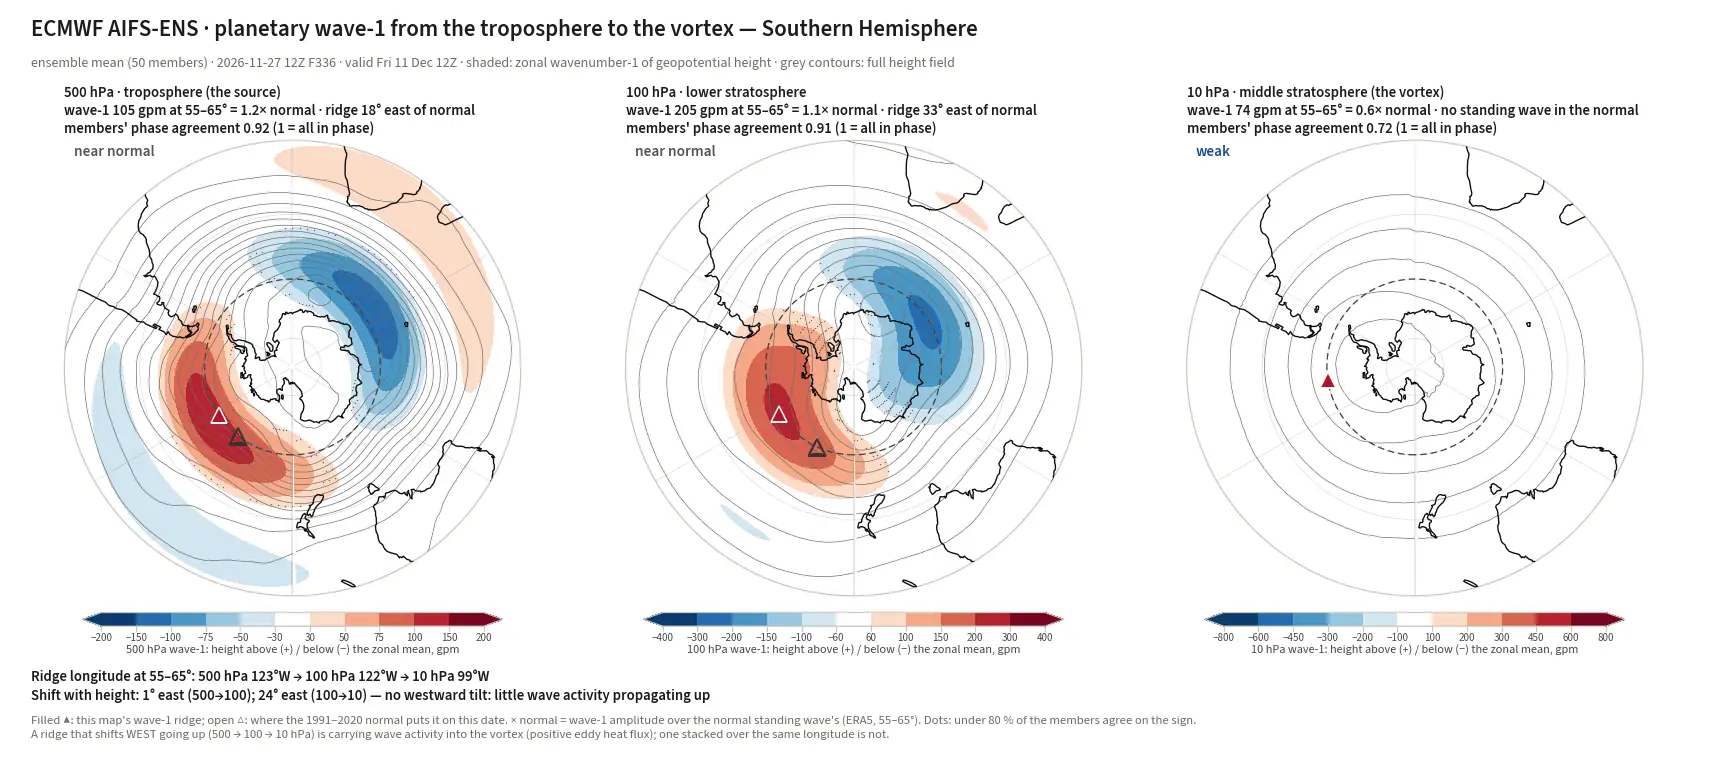 ECMWF AIFS-ENS · planetary wave-1 from the troposphere to the vortex — Southern Hemisphere
ensemble mean (50 members) · 2026-11-27 12Z F336 · valid Fri 11 Dec 12Z · shaded: zonal wavenumber-1 of geopotential height · grey contours: full height field
500 hPa · troposphere (the source)
wave-1 105 gpm at 55–65° = 1.2× normal · ridge 18° east of normal
members' phase agreement 0.92 (1 = all in phase)
near normal
100 hPa · lower stratosphere
wave-1 205 gpm at 55–65° = 1.1× normal · ridge 33° east of normal
members' phase agreement 0.91 (1 = all in phase)
near normal
10 hPa · middle stratosphere (the vortex)
wave-1 74 gpm at 55–65° = 0.6× normal · no standing wave in the normal
members' phase agreement 0.72 (1 = all in phase)
weak
−200 −150 −100 −75 −50 −30 30 50 75 100 150 200
500 hPa wave-1: height above (+) / below (−) the zonal mean, gpm
−400 −300 −200 −150 −100 −60 60 100 150 200 300 400
100 hPa wave-1: height above (+) / below (−) the zonal mean, gpm
−800 −600 −450 −300 −200 −100 100 200 300 450 600 800
10 hPa wave-1: height above (+) / below (−) the zonal mean, gpm
Ridge longitude at 55–65°: 500 hPa 123°W → 100 hPa 122°W → 10 hPa 99°W
Shift with height: 1° east (500→100); 24° east (100→10) — no westward tilt: little wave activity propagating up
Filled ▲: this map's wave-1 ridge; open △: where the 1991–2020 normal puts it on this date. × normal = wave-1 amplitude over the normal standing wave's (ERA5, 55–65°). Dots: under 80 % of the members agree on the sign.
A ridge that shifts WEST going up (500 → 100 → 10 hPa) is carrying wave activity into the vortex (positive eddy heat flux); one stacked over the same longitude is not.